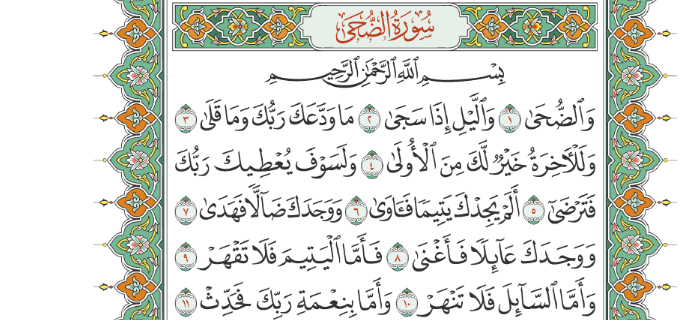 سُورَةُ الضُّحَىٰ
بِسْمِ ٱللَّهِ ٱلرَّحْمَٰنِ ٱلرَّحِيمِ
وَٱلضُّحَىٰ ١ وَٱلَّيْلِ إِذَا سَجَىٰ ٢ مَا وَدَّعَكَ رَبُّكَ وَمَا قَلَىٰ ٣
وَلَلْأَخِرَةُ خَيْرٌ لَّكَ مِنَ ٱلْأُولَىٰ ٤ وَلَسَوْفَ يُعْطِيكَ رَبُّكَ
فَتَرْضَىٰٓ ٥ أَلَمْ يَجِدْكَ يَتِيمًا فَـَٔاوَىٰ ٦ وَوَجَدَكَ ضَآلًّا فَهَدَىٰ ٧
وَوَجَدَكَ عَآئِلًا فَأَغْنَىٰ ٨ فَأَمَّا ٱلْيَتِيمَ فَلَا تَقْهَرْ ٩
وَأَمَّا ٱلسَّآئِلَ فَلَا تَنْهَرْ ١٠ وَأَمَّا بِنِعْمَةِ رَبِّكَ فَحَدِّثْ ١١